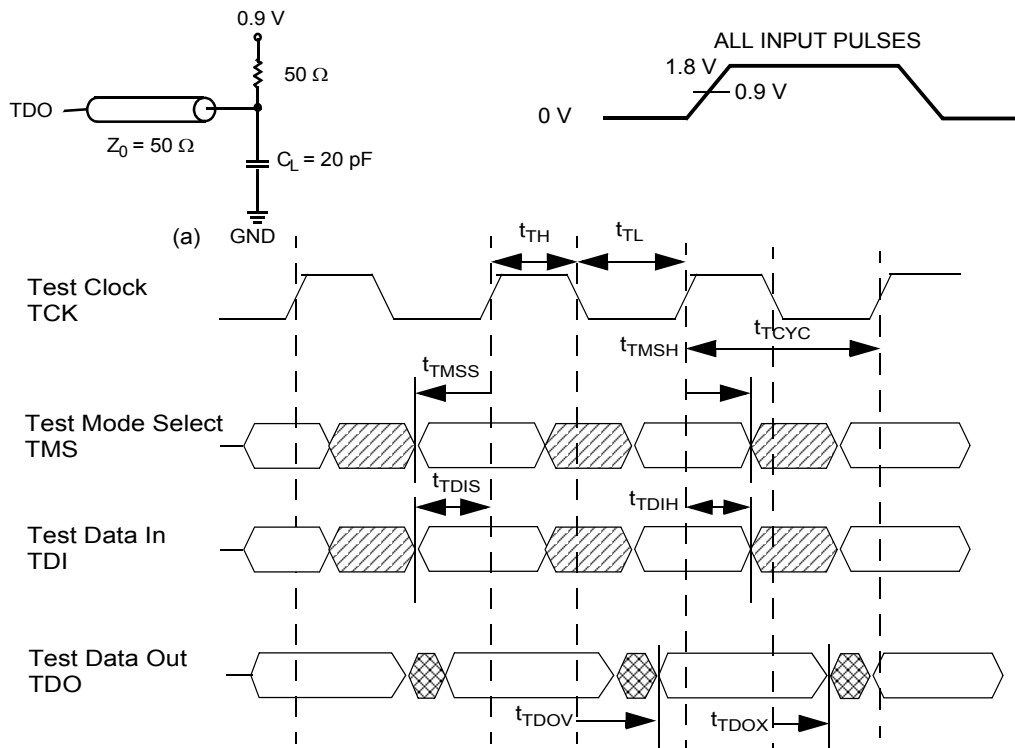 0.9 V
50 Ω
TDO
Z0 = 50 Ω
CL = 20 pF
(a)
GND
ALL INPUT PULSES
1.8 V
0.9 V
0 V
tTH
tTL
Test Clock
TCK
tTMSH
tTCYC
tTMSS
Test Mode Select
TMS
tTDIS
tTDIH
Test Data In
TDI
Test Data Out
TDO
tTDOV
tTDOX